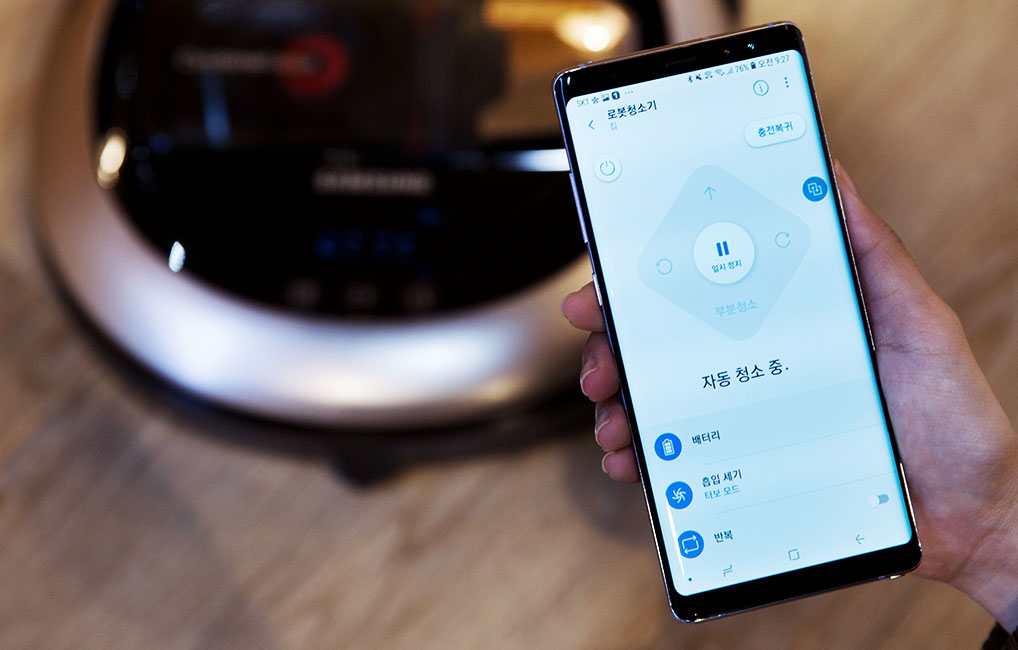 SKT
76% 오전 9:27
로봇청소기
집
충전복귀
일시 정지
부분청소
자동 청소 중.
배터리
흡입 세기
터보 모드
반복
SAMSUNG